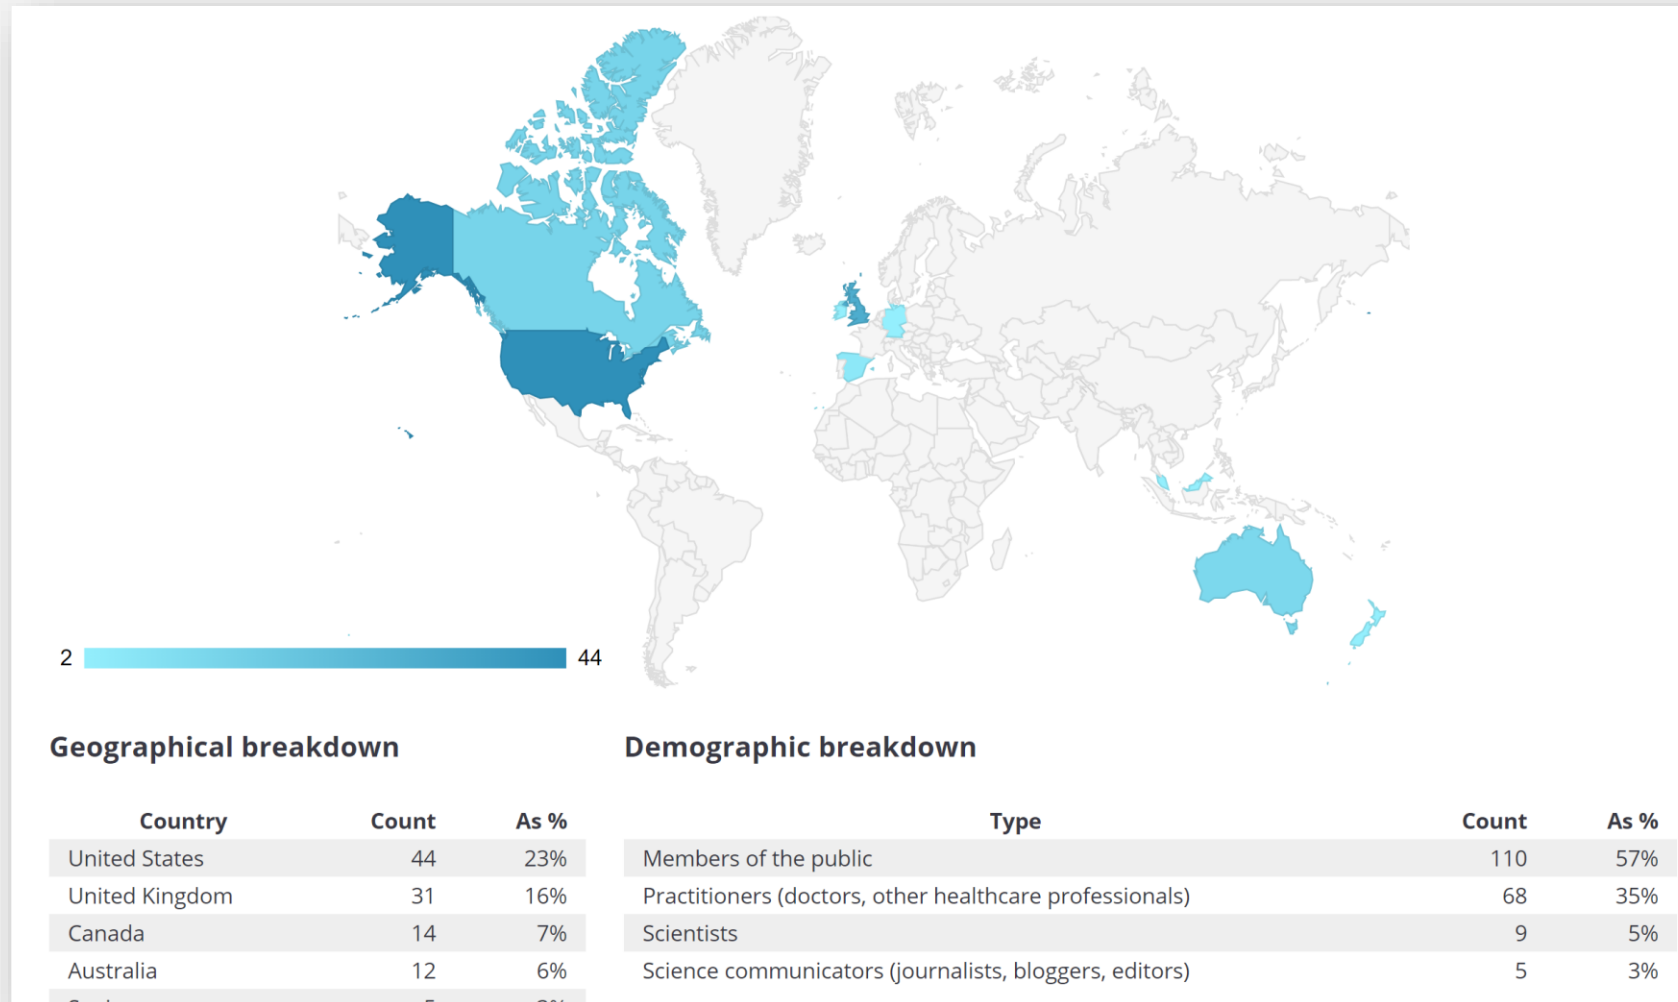 2 44
Geographical breakdown
Country Count As %
United States 44 23%
United Kingdom 31 16%
Canada 14 7%
Australia 12 6%
Demographic breakdown
Type Count As %
Members of the public 110 57%
Practitioners (doctors, other healthcare professionals) 68 35%
Scientists 9 5%
Science communicators (journalists, bloggers, editors) 5 3%